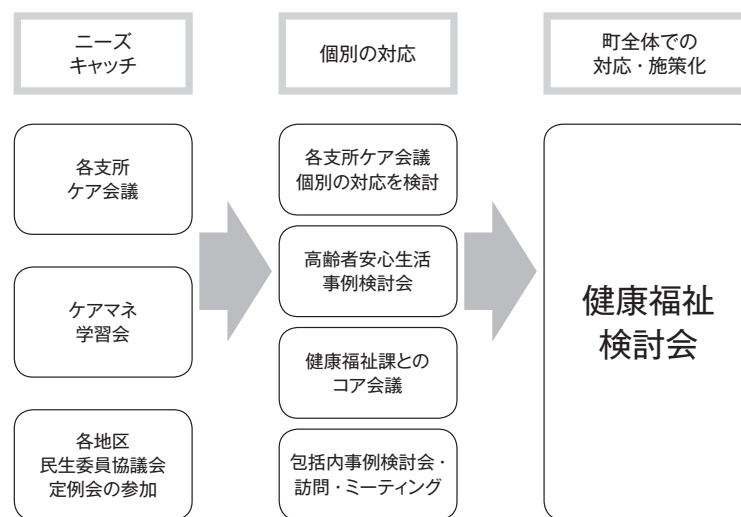 ニーズ
キャッチ
個別の対応
町全体での
対応・施策化
各支所
ケア会議
ケアマネ
学習会
各地区
民生委員協議会
定例会の参加
各支所ケア会議
個別の対応を検討
高齢者安心生活
事例検討会
健康福祉課との
コア会議
包括内事例検討会・
訪問・ミーティング
健康福祉
検討会